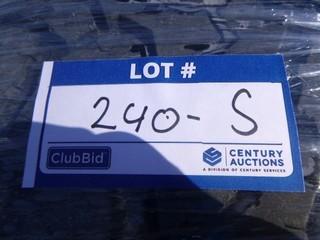 LOT #
240-S
ClubBid
CENTURY
AUCTIONS
A DIVISION OF CENTURY SERVICES